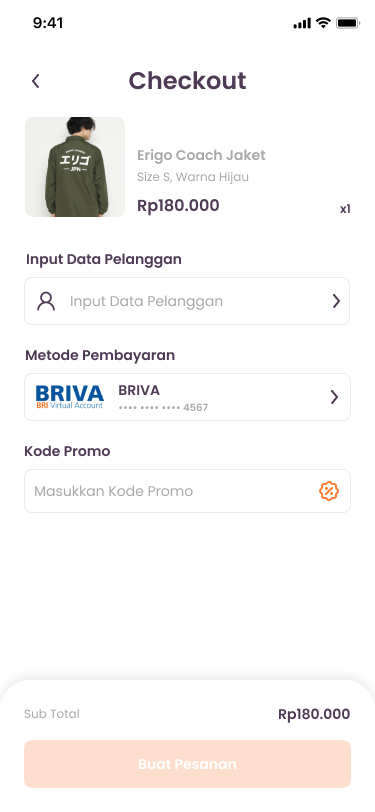 9:41
Checkout
エリゴ
JPN
Erigo Coach Jaket
Size S, Warna Hijau
Rp180.000
x1
Input Data Pelanggan
Input Data Pelanggan
Metode Pembayaran
BRIVA
BRI Virtual Account
BRIVA
•••• •••• •••• 4567
Kode Promo
Masukkan Kode Promo
Sub Total
Rp180.000
Buat Pesanan